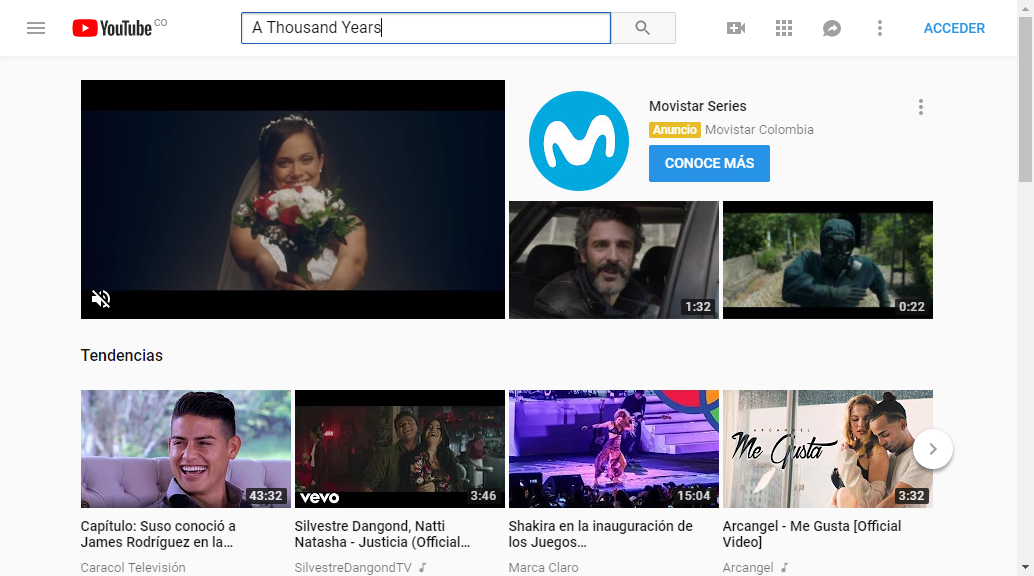 YouTube CO
A Thousand Years
ACCEDER
Movistar Series
Anuncio Movistar Colombia
CONOCE MÁS
1:32
0:22
Tendencias
ARCANGEL
Me Gusta
vevo
43:32
3:46
15:04
3:32
Capítulo: Suso conoció a
James Rodríguez en la...
Caracol Televisión
Silvestre Dangond, Natti
Natasha - Justicia (Official...
SilvestreDangondTV
Shakira en la inauguración de
los Juegos...
Marca Claro
Arcangel - Me Gusta [Official
Video]
Arcangel